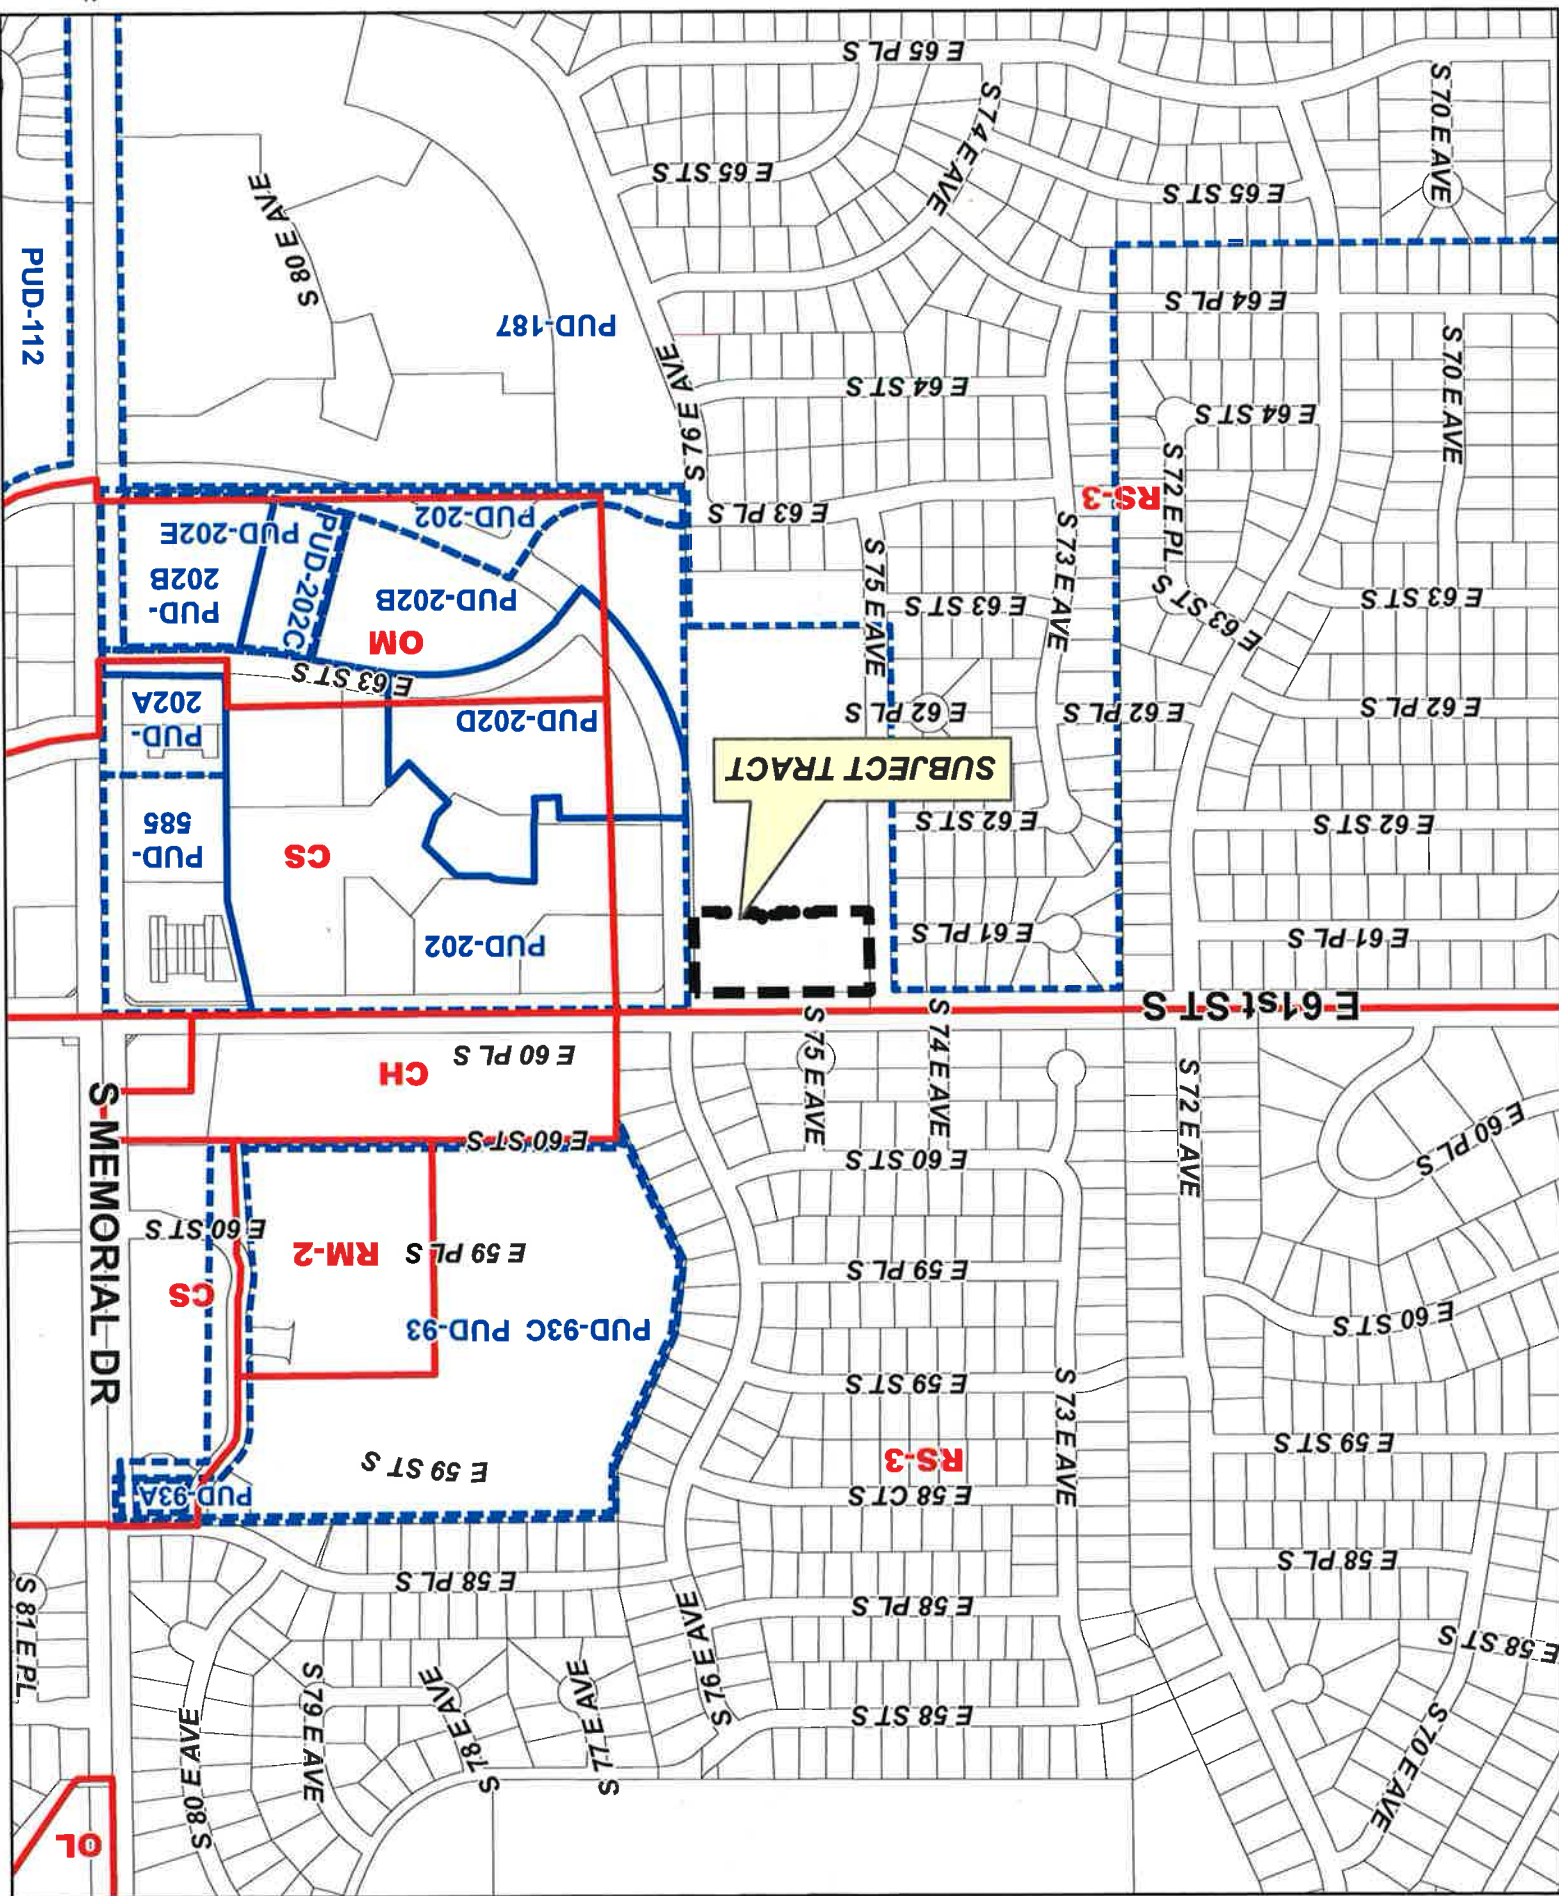 OL
S 80 E AVE
S 79 E AVE
S 78 E AVE
S 77 E AVE
S 76 E AVE
E 58 ST S
S 70 E AVE
E 58 ST S
S 81 E PL
E 58 PL S
E 58 PL S
E 58 PL S
PUD-93A
E 59 ST S
E 58 CT S
RS-3
S 73 E AVE
E 59 ST S
E 59 ST S
S MEMORIAL DR
CS
PUD-93C PUD-93
E 60 ST S
RM-2
E 59 PL S
E 59 PL S
E 60 ST S
E 60 ST S
E 60 ST S
E 60 PL S
CH
E 60 PL S
S 75 E AVE
S 74 E AVE
S 72 E AVE
E 61st ST S
PUD-202
E 61 PL S
E 61 PL S
CS
PUD-
585
E 62 ST S
E 62 ST S
SUBJECT TRACT
PUD-
202A
PUD-202D
E 62 PL S
E 62 PL S
E 62 PL S
E 63 ST S
OM
PUD-202B
PUD-
202B
PUD-202E
PUD-202C
PUD-202
S 75 E AVE
E 63 ST S
S 73 E AVE
E 63 ST S
E 63 ST S
E 63 PL S
RS-3
S 72 E PL
S 76 E AVE
E 64 ST S
E 64 ST S
S 70 E AVE
PUD-187
PUD-112
S 80 E AVE
E 64 PL S
E 65 ST S
S 74 E AVE
E 65 ST S
S 70 E AVE
E 65 PL S